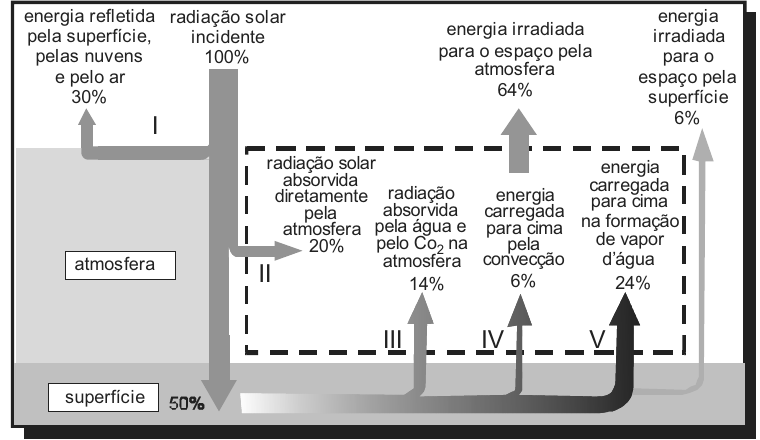 energia refletida
pela superfície,
pelas nuvens
e pelo ar
30%
radiação solar
incidente
100%
energia irradiada
para o espaço pela
atmosfera
64%
energia
irradiada
para o
espaço pela
superfície
6%
I
radiação solar
absorvida
diretamente
pela
atmosfera
20%
II
radiação
absorvida
pela água e
pelo Co2 na
atmosfera
14%
III
energia
carregada
para cima
pela
convecção
6%
IV
energia
carregada
para cima
na formação
de vapor
d'água
24%
V
atmosfera
superfície
50%